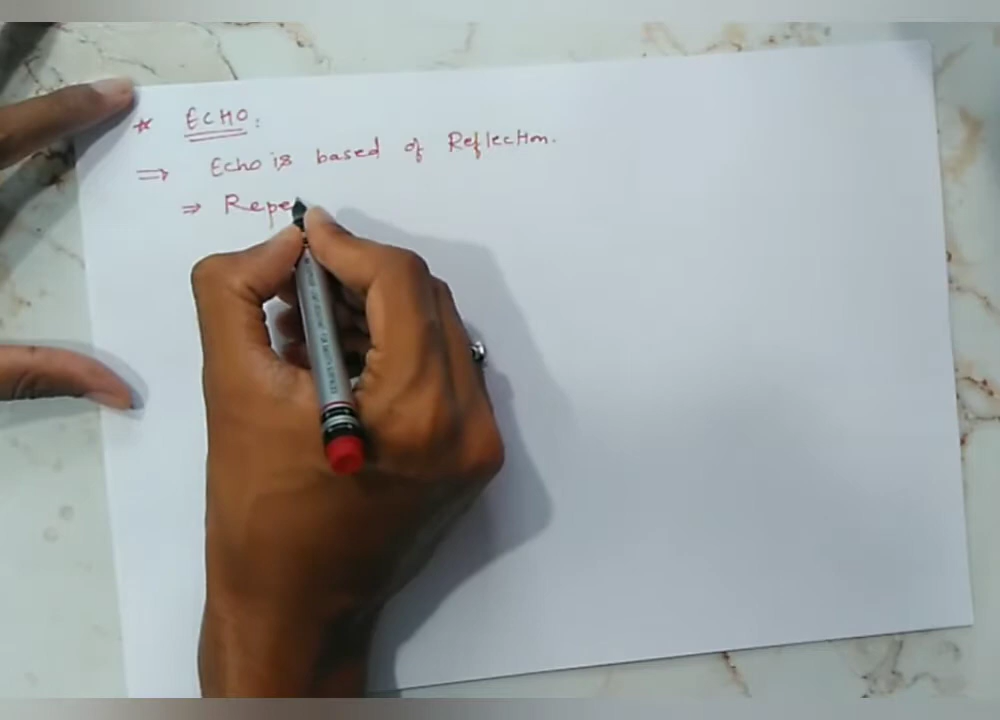 * ECHO:
⇒ Echo is based of Reflection.
⇒ Repe